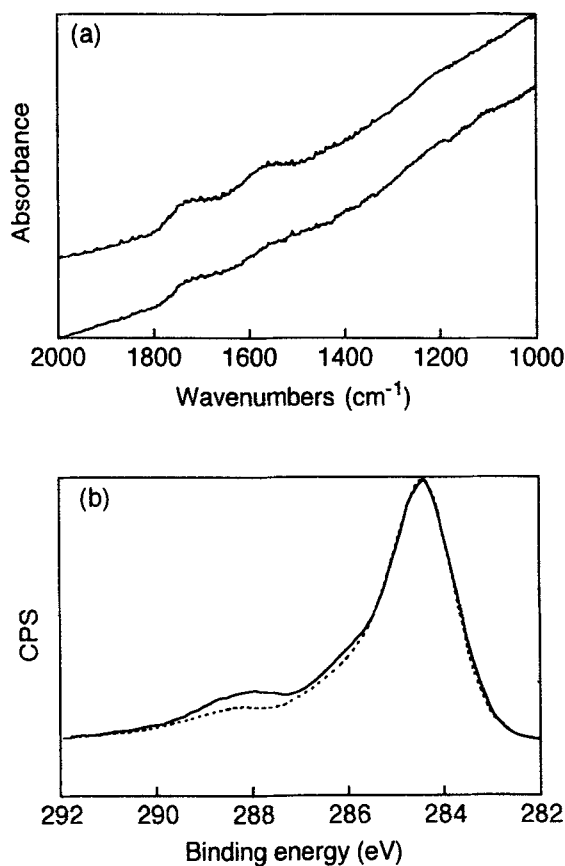 (a)
Absorbance
2000 1800 1600 1400 1200 1000
Wavenumbers (cm⁻¹)
(b)
CPS
292 290 288 286 284 282
Binding energy (eV)